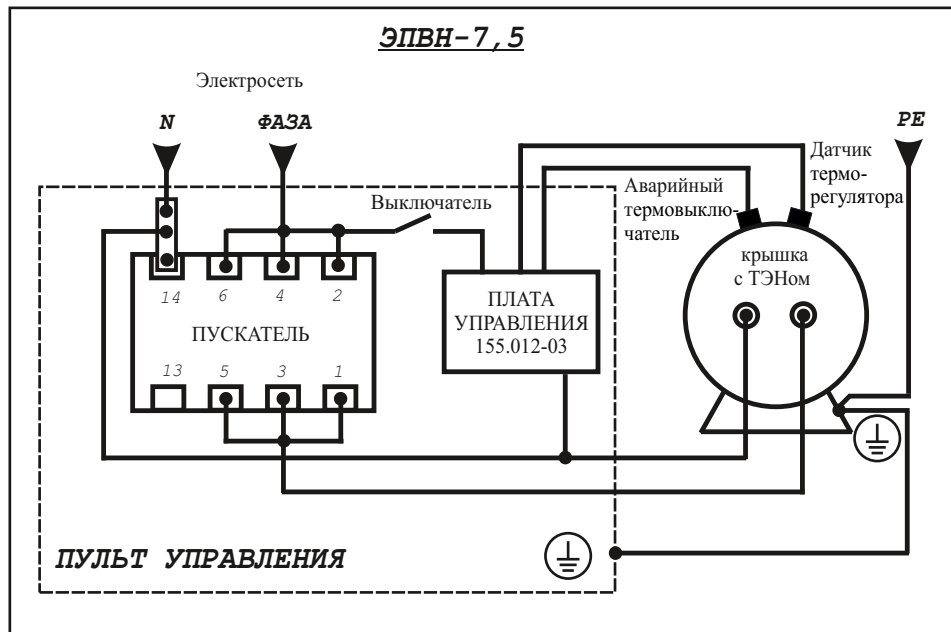 ЭПВН-7,5
Электросеть
N
ФАЗА
PE
Датчик
термо-
регулятора
Аварийный
термовыклю-
чатель
Выключатель
крышка
с ТЭНом
14
6
4
2
ПУСКАТЕЛЬ
13
5
3
1
ПЛАТА
УПРАВЛЕНИЯ
155.012-03
ПУЛЬТ УПРАВЛЕНИЯ